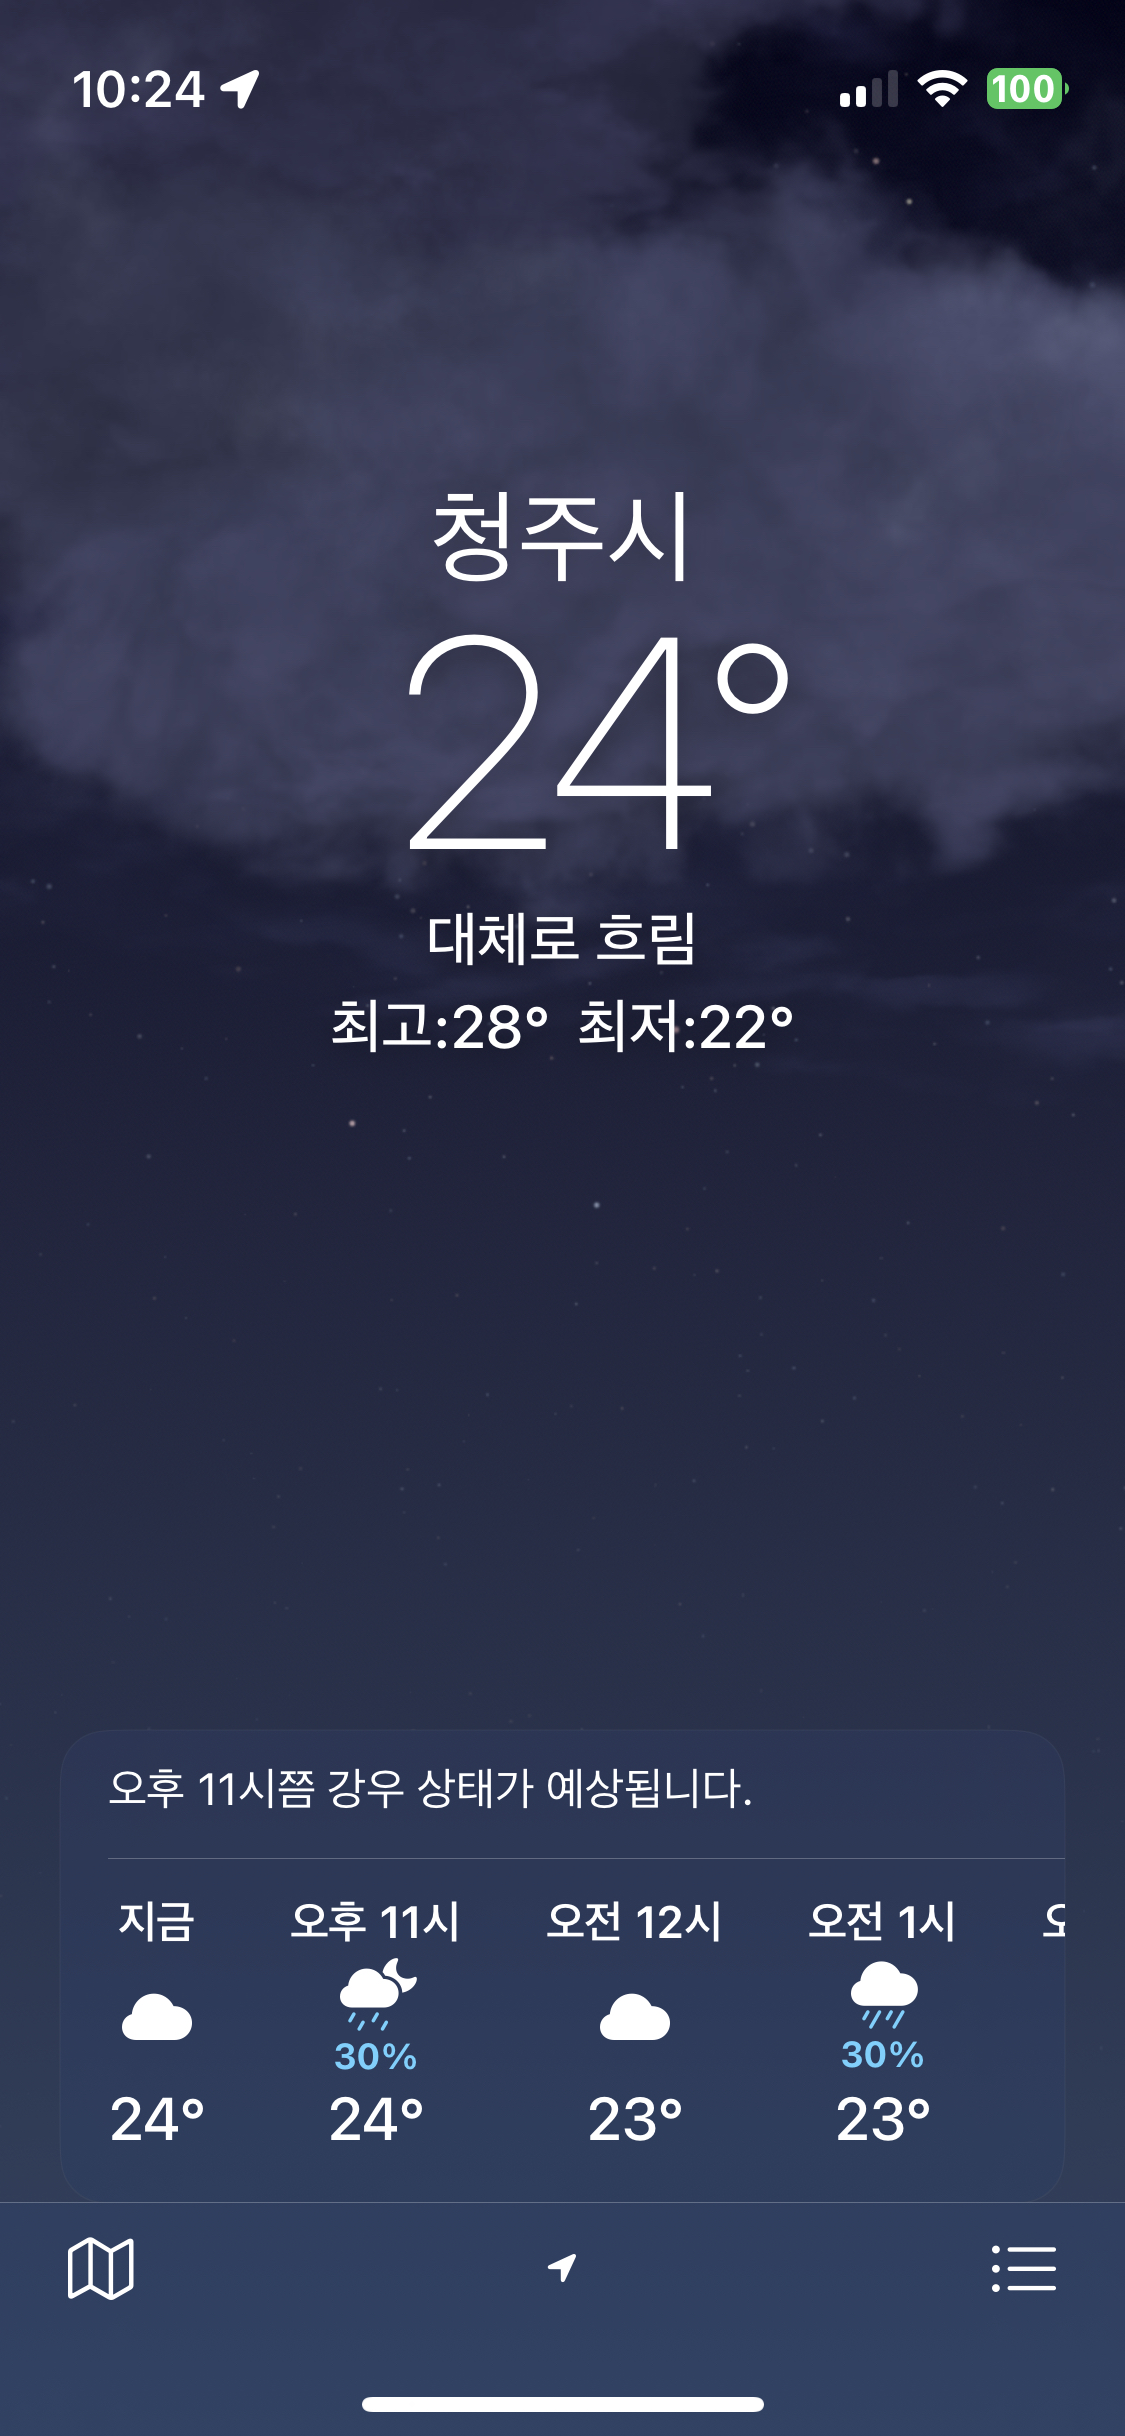 10:24 100
청주시
24°
대체로 흐림
최고:28° 최저:22°
오후 11시쯤 강우 상태가 예상됩니다.
지금 오후 11시 오전 12시 오전 1시
30% 30%
24° 24° 23° 23°